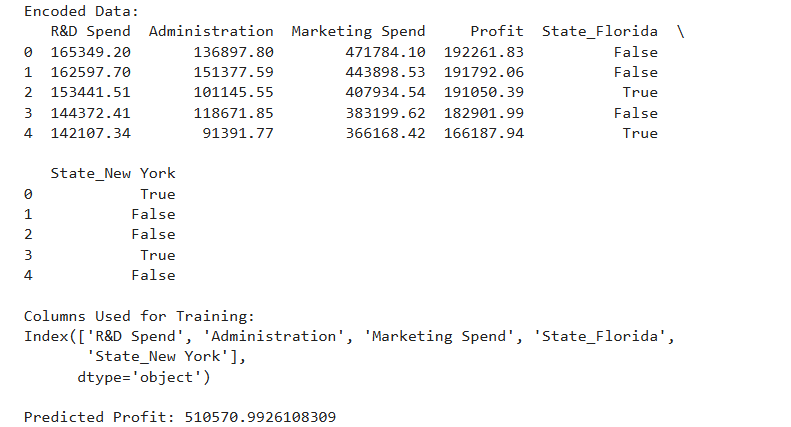 Encoded Data:
R&D Spend Administration Marketing Spend Profit State_Florida \
0 165349.20 136897.80 471784.10 192261.83 False
1 162597.70 151377.59 443898.53 191792.06 False
2 153441.51 101145.55 407934.54 191050.39 True
3 144372.41 118671.85 383199.62 182901.99 False
4 142107.34 91391.77 366168.42 166187.94 True
State_New York
0 True
1 False
2 False
3 True
4 False
Columns Used for Training:
Index(['R&D Spend', 'Administration', 'Marketing Spend', 'State_Florida',
'State_New York'],
dtype='object')
Predicted Profit: 510570.9926108309